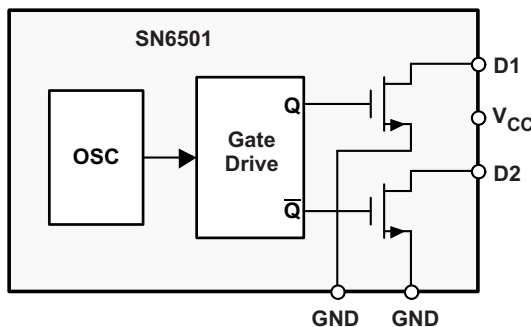 SN6501
D1
Q
V_CC
OSC
Gate
Drive
D2
Q̅
GND GND